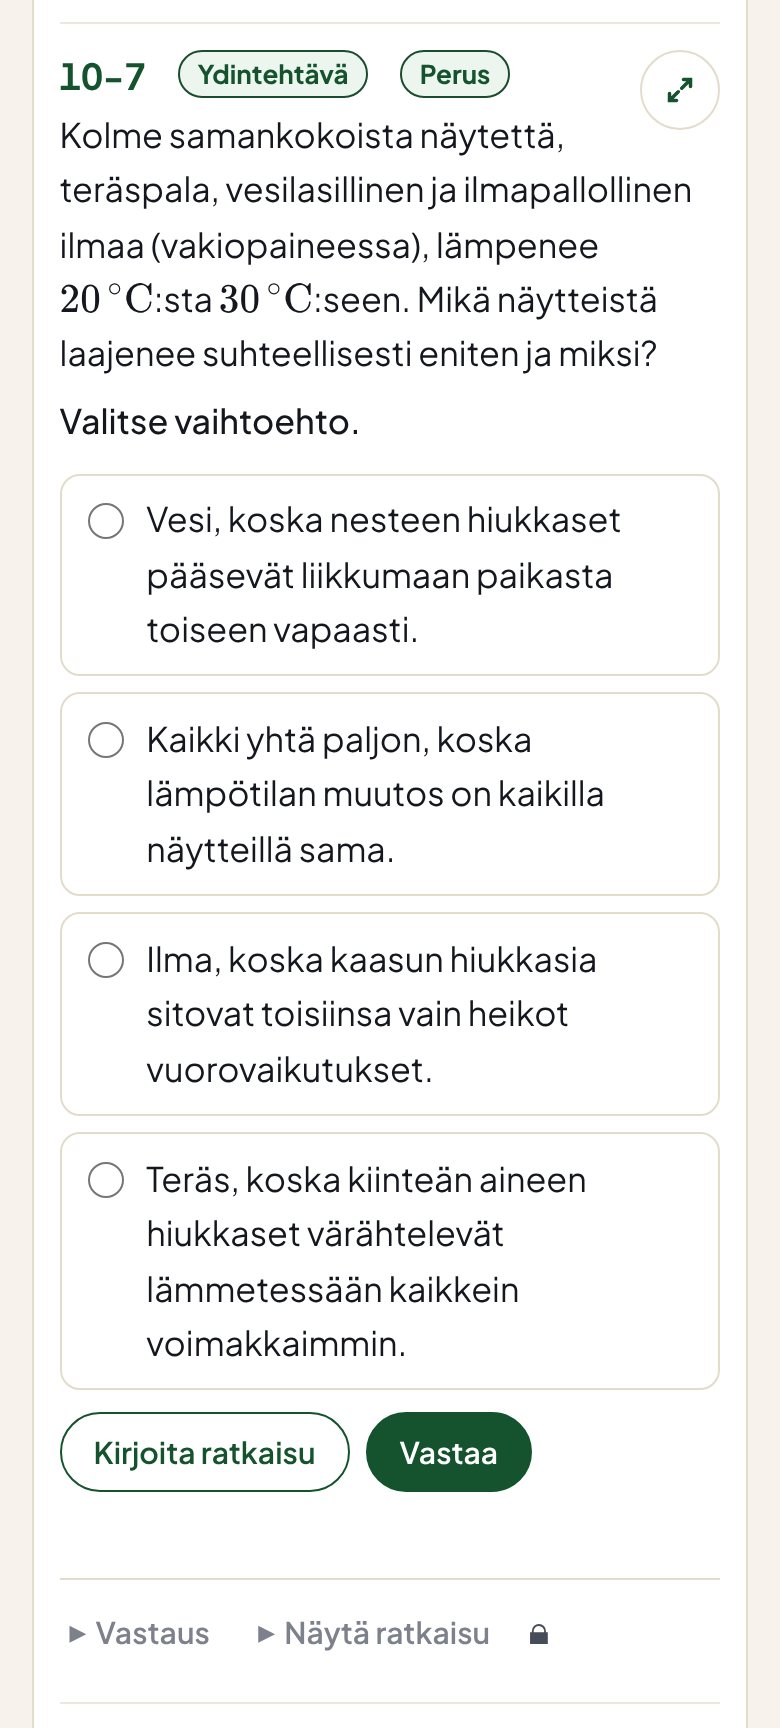 10–7 Ydintehtävä Perus
Kolme samankokoista näytettä,
teräspala, vesilasillinen ja ilmapallollinen
ilmaa (vakiopaineessa), lämpenee
20 °C:sta 30 °C:seen. Mikä näytteistä
laajenee suhteellisesti eniten ja miksi?
Valitse vaihtoehto.
Vesi, koska nesteen hiukkaset
pääsevät liikkumaan paikasta
toiseen vapaasti.
Kaikki yhtä paljon, koska
lämpötilan muutos on kaikilla
näytteillä sama.
Ilma, koska kaasun hiukkasia
sitovat toisiinsa vain heikot
vuorovaikutukset.
Teräs, koska kiinteän aineen
hiukkaset värähtelevät
lämmetessään kaikkein
voimakkaimmin.
Kirjoita ratkaisu Vastaa
Vastaus Näytä ratkaisu